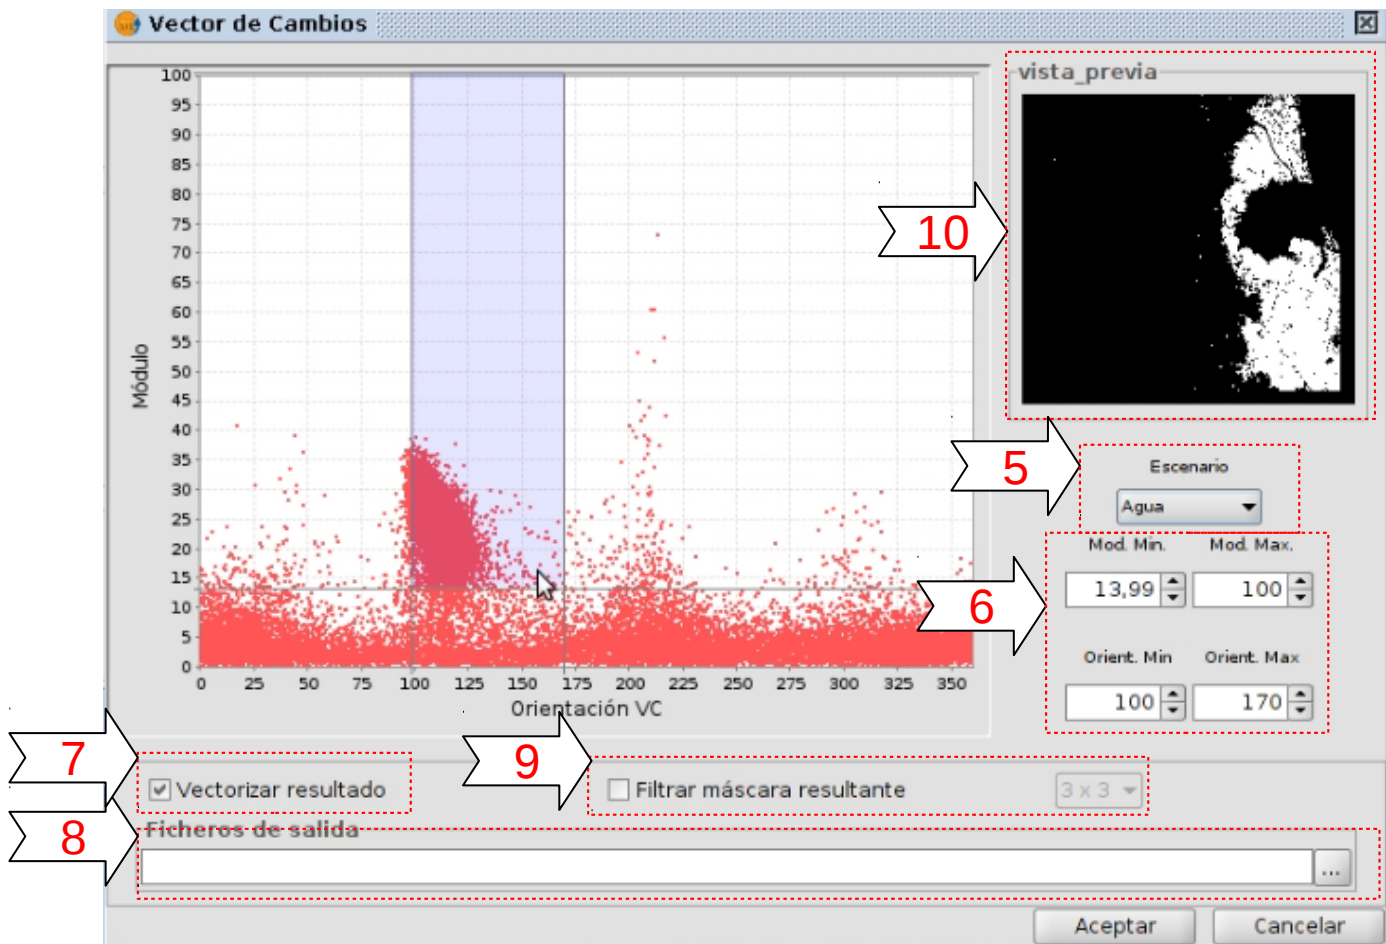 Vector de Cambios
vista_previa
100
95
90
85
80
75
70
65
60
55
50
45
40
35
30
25
20
15
10
5
0
Módulo
0 25 50 75 100 125 150 175 200 225 250 275 300 325 350
Orientación VC
10
5
Escenario
Agua
6
Mod. Min. Mod. Max.
13,99 100
Orient. Min Orient. Max
100 170
7
Vectorizar resultado
9
Filtrar máscara resultante
3 x 3
8
Ficheros de salida
...
Aceptar Cancelar